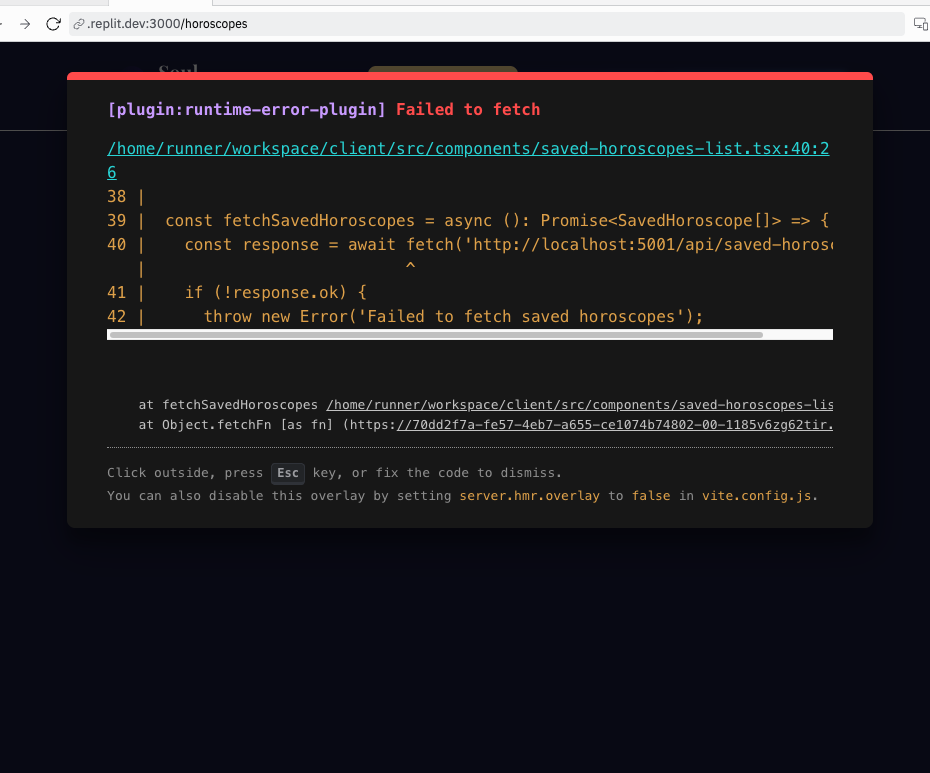 .replit.dev:3000/horoscopes
Soul
[plugin:runtime-error-plugin] Failed to fetch
/home/runner/workspace/client/src/components/saved-horoscopes-list.tsx:40:2
6
38 |
39 |  const fetchSavedHoroscopes = async (): Promise<SavedHoroscope[]> => {
40 |    const response = await fetch('http://localhost:5001/api/saved-horosc
   |                           ^
41 |    if (!response.ok) {
42 |      throw new Error('Failed to fetch saved horoscopes');
at fetchSavedHoroscopes /home/runner/workspace/client/src/components/saved-horoscopes-lis
at Object.fetchFn [as fn] (https://70dd2f7a-fe57-4eb7-a655-ce1074b74802-00-1185v6zg62tir.
Click outside, press Esc key, or fix the code to dismiss.
You can also disable this overlay by setting server.hmr.overlay to false in vite.config.js.